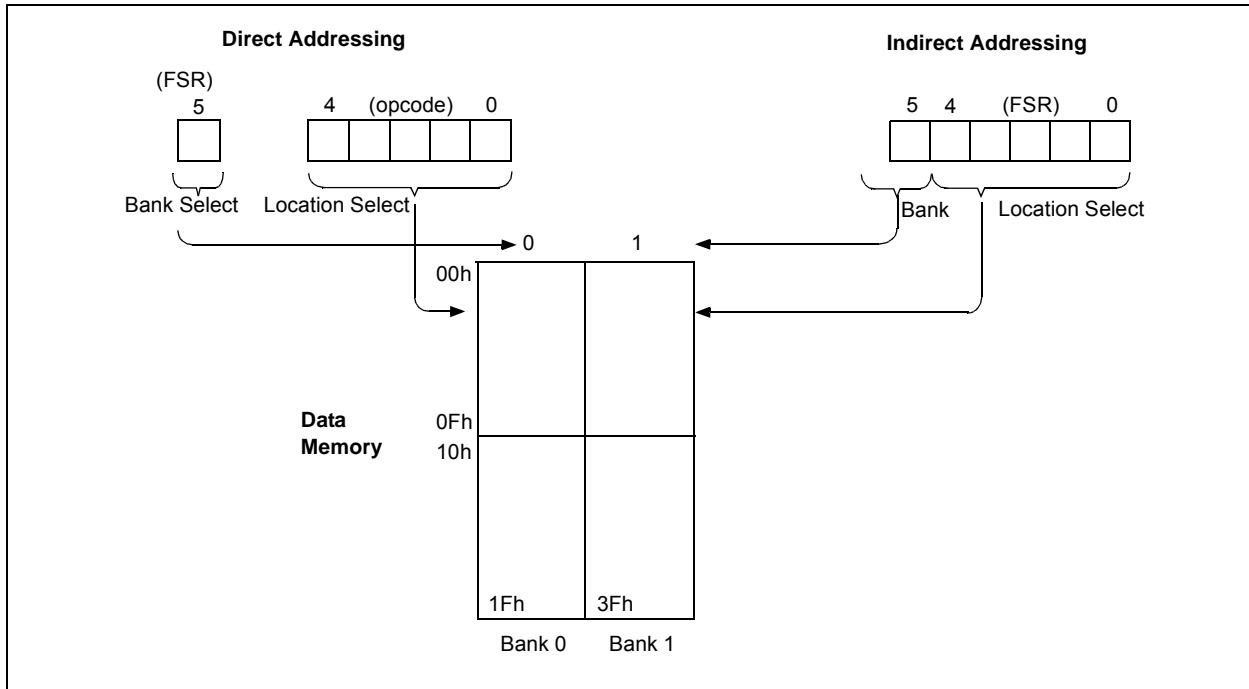 Direct Addressing
Indirect Addressing
(FSR)
5
4 (opcode) 0
5 4 (FSR) 0
Bank Select
Location Select
Bank
Location Select
0 1
00h
0Fh
10h
Data
Memory
1Fh
3Fh
Bank 0
Bank 1